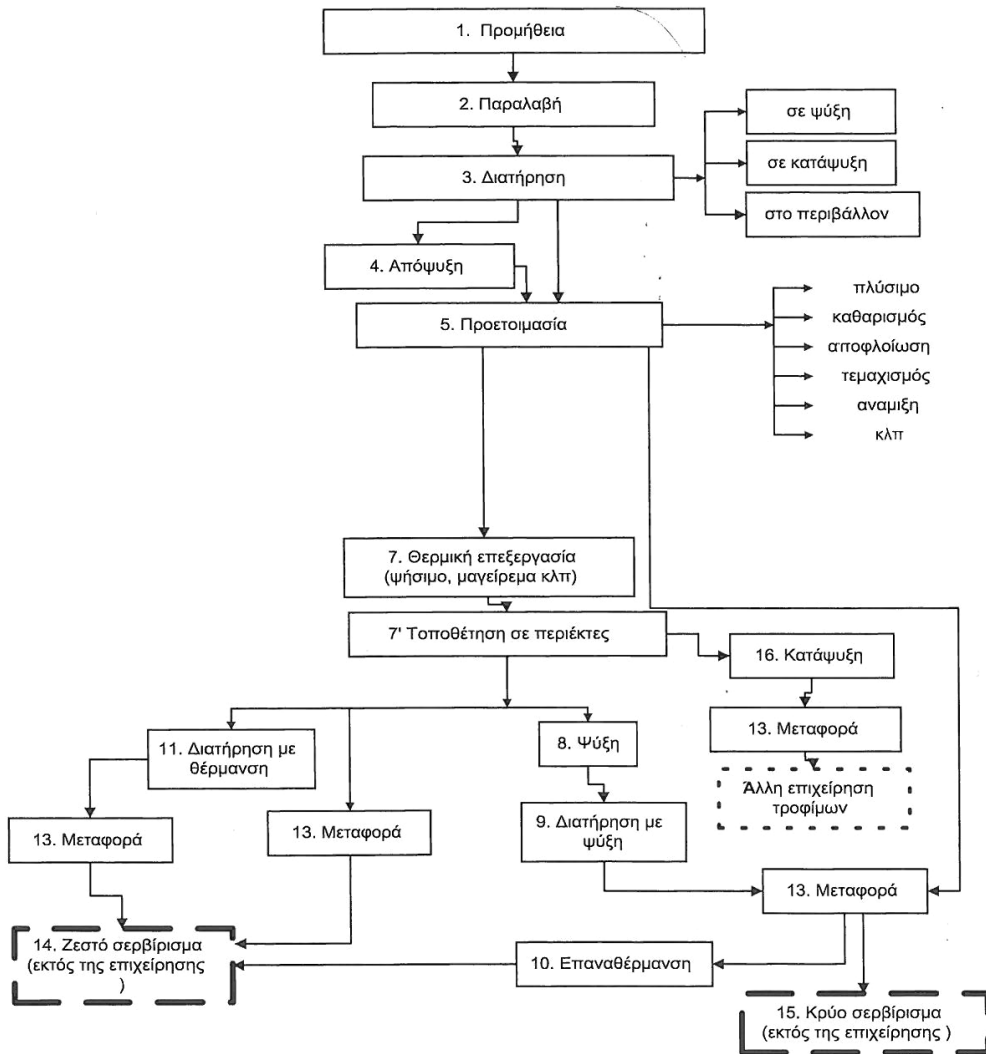 1. Προμήθεια
2. Παραλαβή
σε ψύξη
σε κατάψυξη
3. Διατήρηση
στο περιβάλλον
4. Απόψυξη
πλύσιμο
5. Προετοιμασία
καθαρισμός
αποφλοίωση
τεμαχισμός
αναμιξη
κλπ
7. Θερμική επεξεργασία
(ψήσιμο, μαγείρεμα κλπ)
7' Τοποθέτηση σε περιέκτες
16. Κατάψυξη
11. Διατήρηση με
θέρμανση
8. Ψύξη
13. Μεταφορά
Άλλη επιχείρηση
τροφίμων
13. Μεταφορά
13. Μεταφορά
9. Διατήρηση με
ψύξη
13. Μεταφορά
14. Ζεστό σερβίρισμα
(εκτός της επιχείρησης
)
10. Επαναθέρμανση
15. Κρύο σερβίρισμα
(εκτός της επιχείρησης )